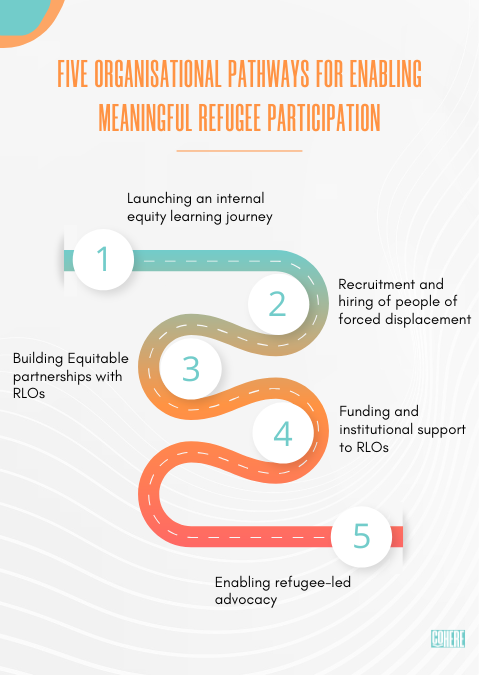 FIVE ORGANISATIONAL PATHWAYS FOR ENABLING
MEANINGFUL REFUGEE PARTICIPATION
Launching an internal
equity learning journey
1
2
Recruitment and
hiring of people of
forced displacement
3
Building Equitable
partnerships with
RLOs
4
Funding and
institutional support
to RLOs
5
Enabling refugee-led
advocacy
COHERE